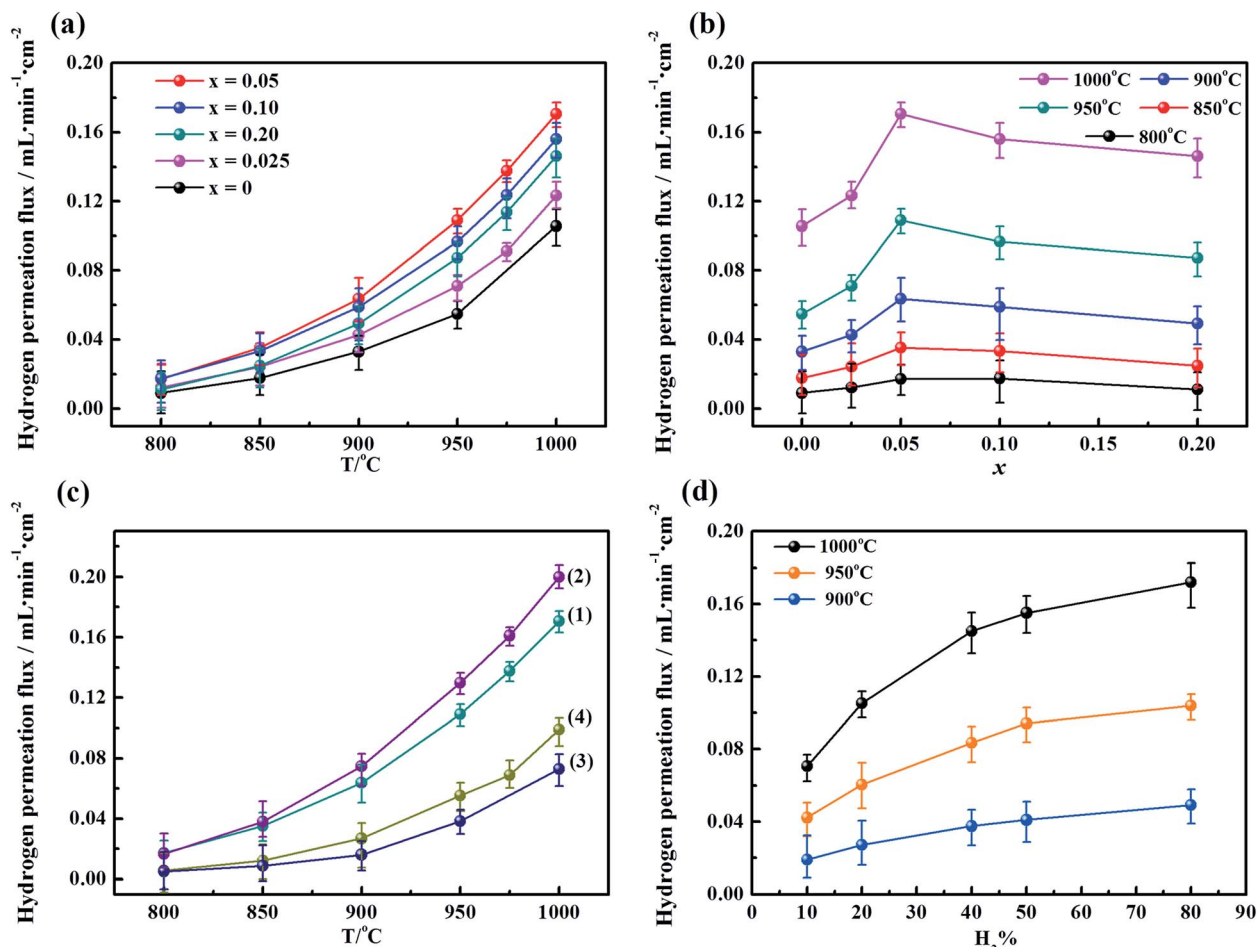 (a)
Hydrogen permeation flux / mL·min⁻¹·cm⁻²
0.20
0.16
0.12
0.08
0.04
0.00
x = 0.05
x = 0.10
x = 0.20
x = 0.025
x = 0
800 850 900 950 1000
T/°C
(b)
Hydrogen permeation flux / mL·min⁻¹·cm⁻²
0.20
0.16
0.12
0.08
0.04
0.00
1000°C 900°C
950°C 850°C
800°C
0.00 0.05 0.10 0.15 0.20
x
(c)
Hydrogen permeation flux / mL·min⁻¹·cm⁻²
0.20
0.16
0.12
0.08
0.04
0.00
(2)
(1)
(4)
(3)
800 850 900 950 1000
T/°C
(d)
Hydrogen permeation flux / mL·min⁻¹·cm⁻²
0.20
0.16
0.12
0.08
0.04
0.00
1000°C
950°C
900°C
0 10 20 30 40 50 60 70 80 90
H₂%